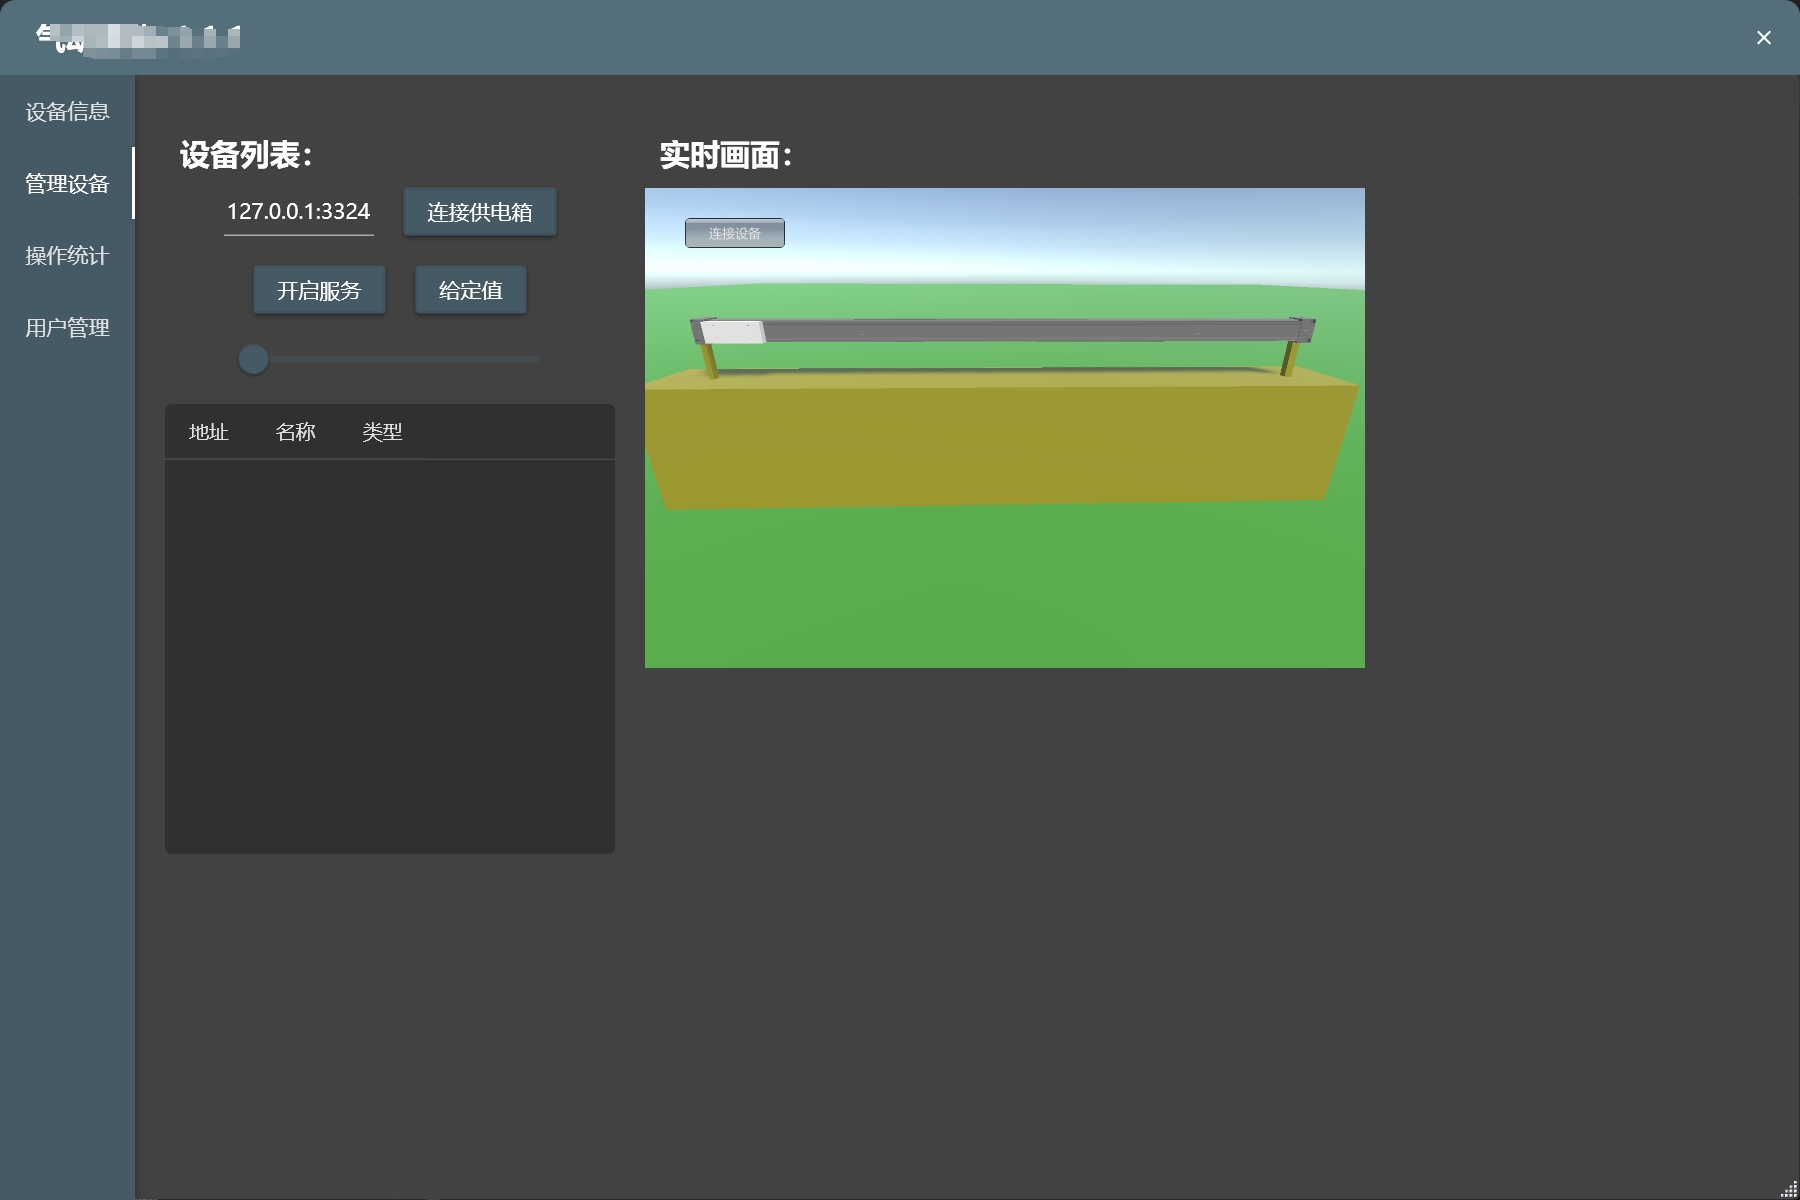 设备信息
管理设备
操作统计
用户管理
设备列表：
127.0.0.1:3324
连接供电箱
开启服务
给定值
地址 名称 类型
实时画面：
连接设备